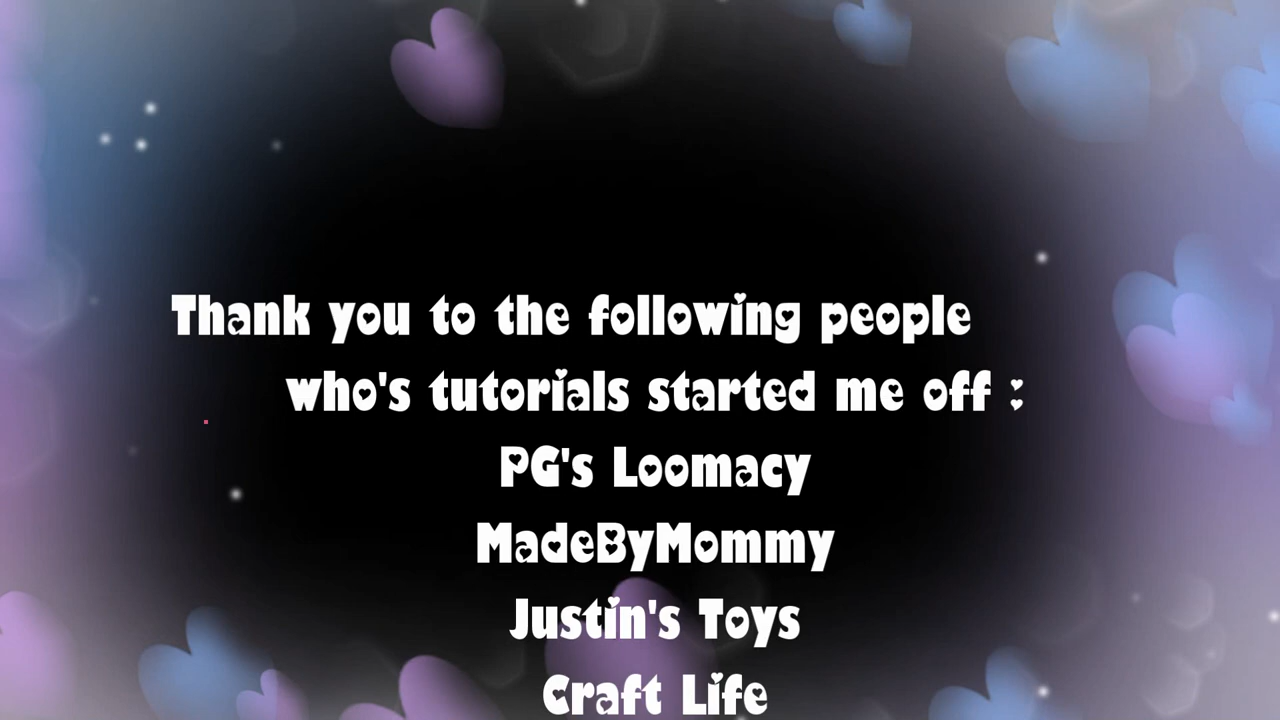 Thank you to the following people
who's tutorials started me off :
PG's Loomacy
MadeByMommy
Justin's Toys
Craft Life